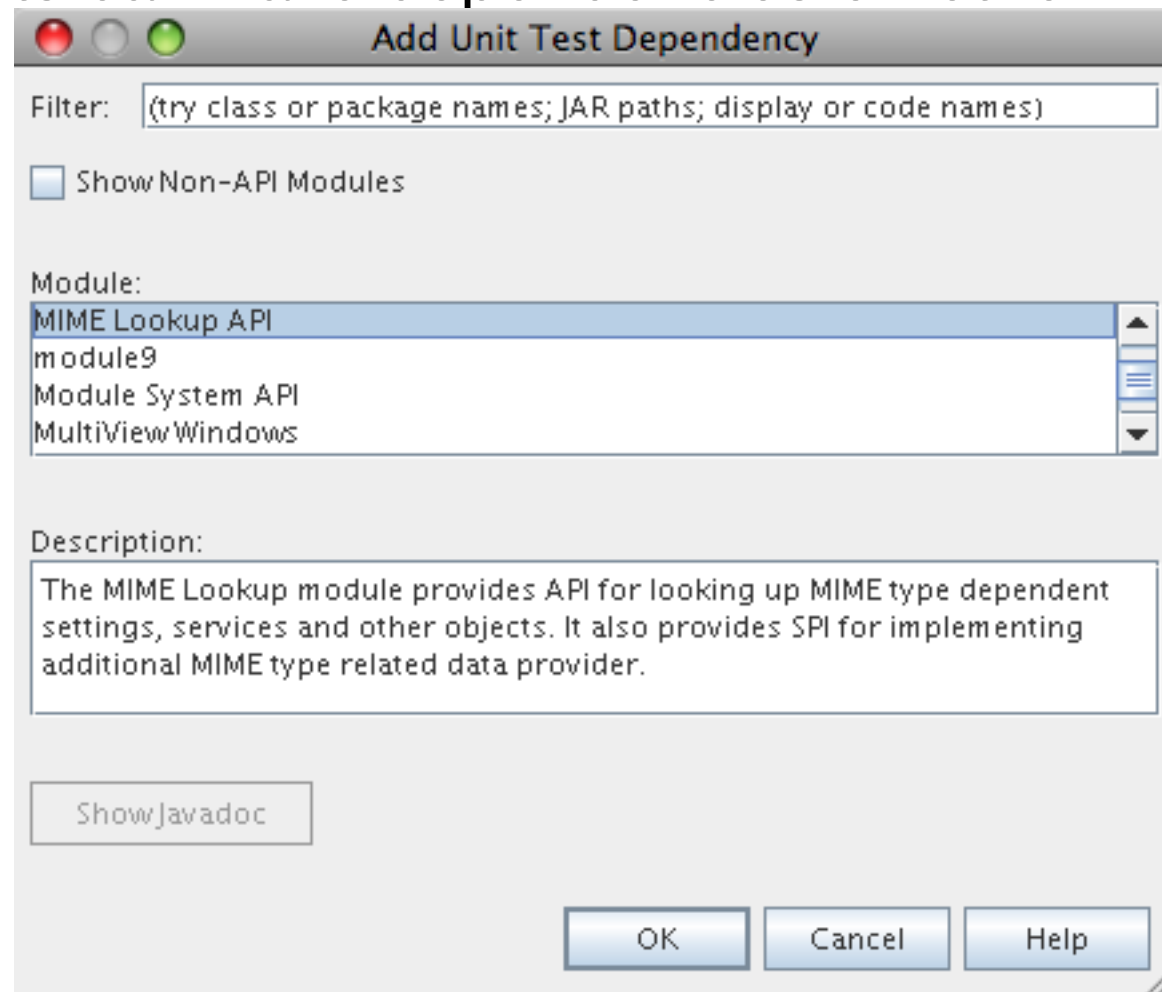 Add Unit Test Dependency
Filter: (try class or package names; JAR paths; display or code names)
Show Non-API Modules
Module:
MIME Lookup API
module9
Module System API
MultiView Windows
Description:
The MIME Lookup module provides API for looking up MIME type dependent
settings, services and other objects. It also provides SPI for implementing
additional MIME type related data provider.
Show Javadoc
OK Cancel Help